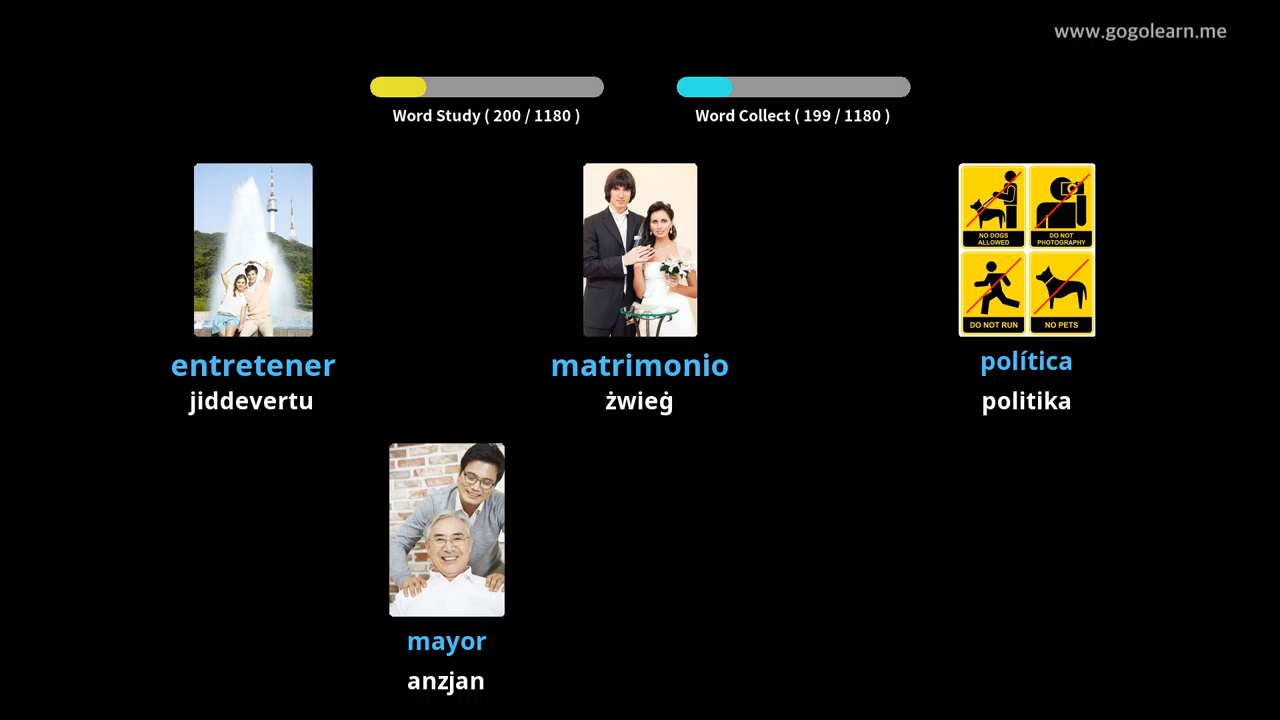 www.gogolearn.me
Word Study ( 200 / 1180 )
Word Collect ( 199 / 1180 )
NO DOGS
ALLOWED
DO NOT
PHOTOGRAPHY
DO NOT RUN
NO PETS
entretener
jiddevertu
matrimonio
żwieġ
política
politika
mayor
anzjan